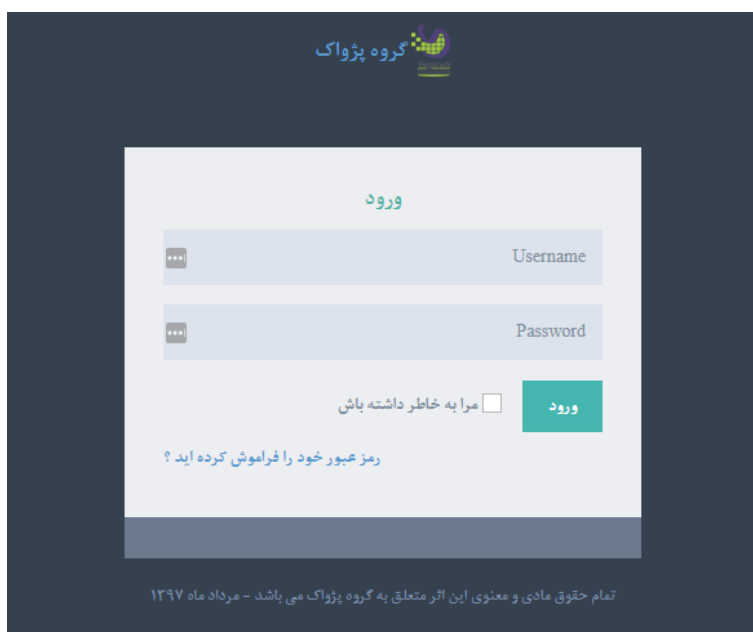 گروه پژواک
ورود
Username
Password
ورود
مرا به خاطر داشته باش
رمز عبور خود را فراموش کرده اید ؟
تمام حقوق مادی و معنوی این اثر متعلق به گروه پژواک می باشد - مرداد ماه ۱۳۹۷